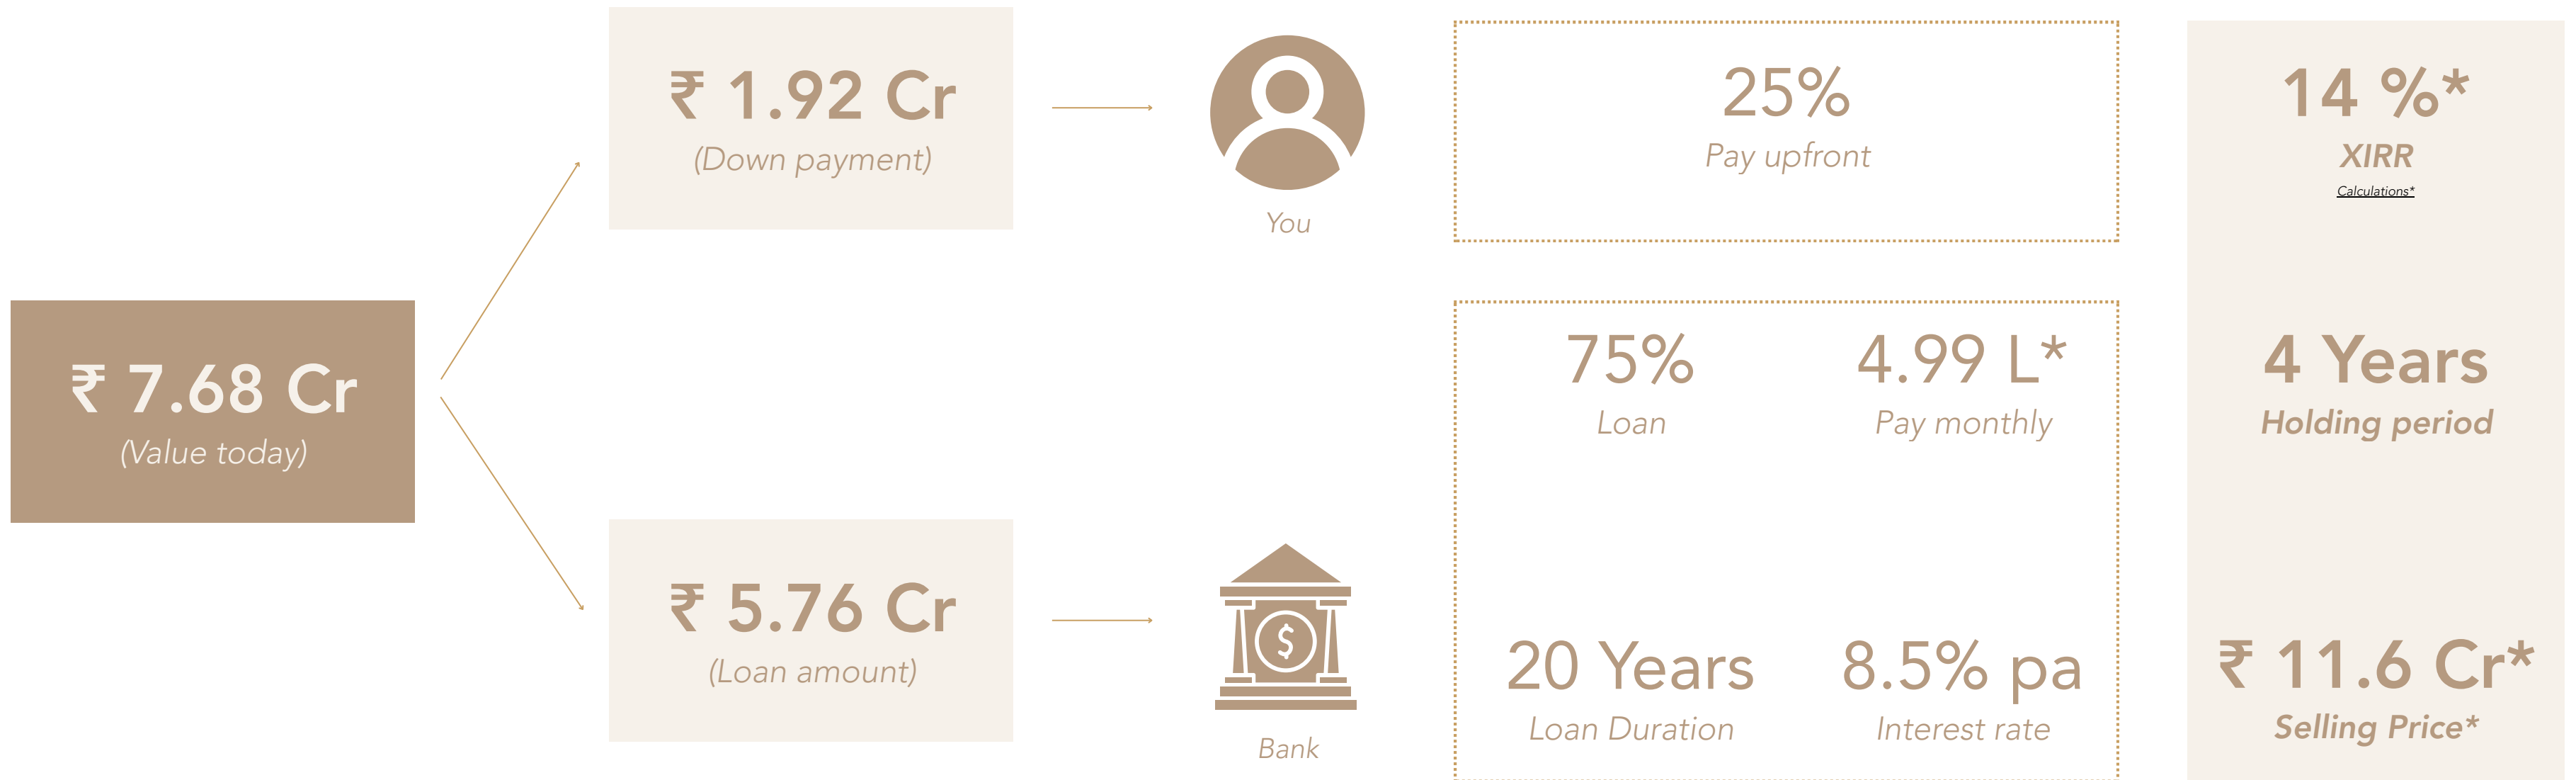 ₹ 7.68 Cr
(Value today)
₹ 1.92 Cr
(Down payment)
You
25%
Pay upfront
₹ 5.76 Cr
(Loan amount)
$
Bank
75%
Loan
4.99 L*
Pay monthly
20 Years
Loan Duration
8.5% pa
Interest rate
14 %*
XIRR
Calculations*
4 Years
Holding period
₹ 11.6 Cr*
Selling Price*